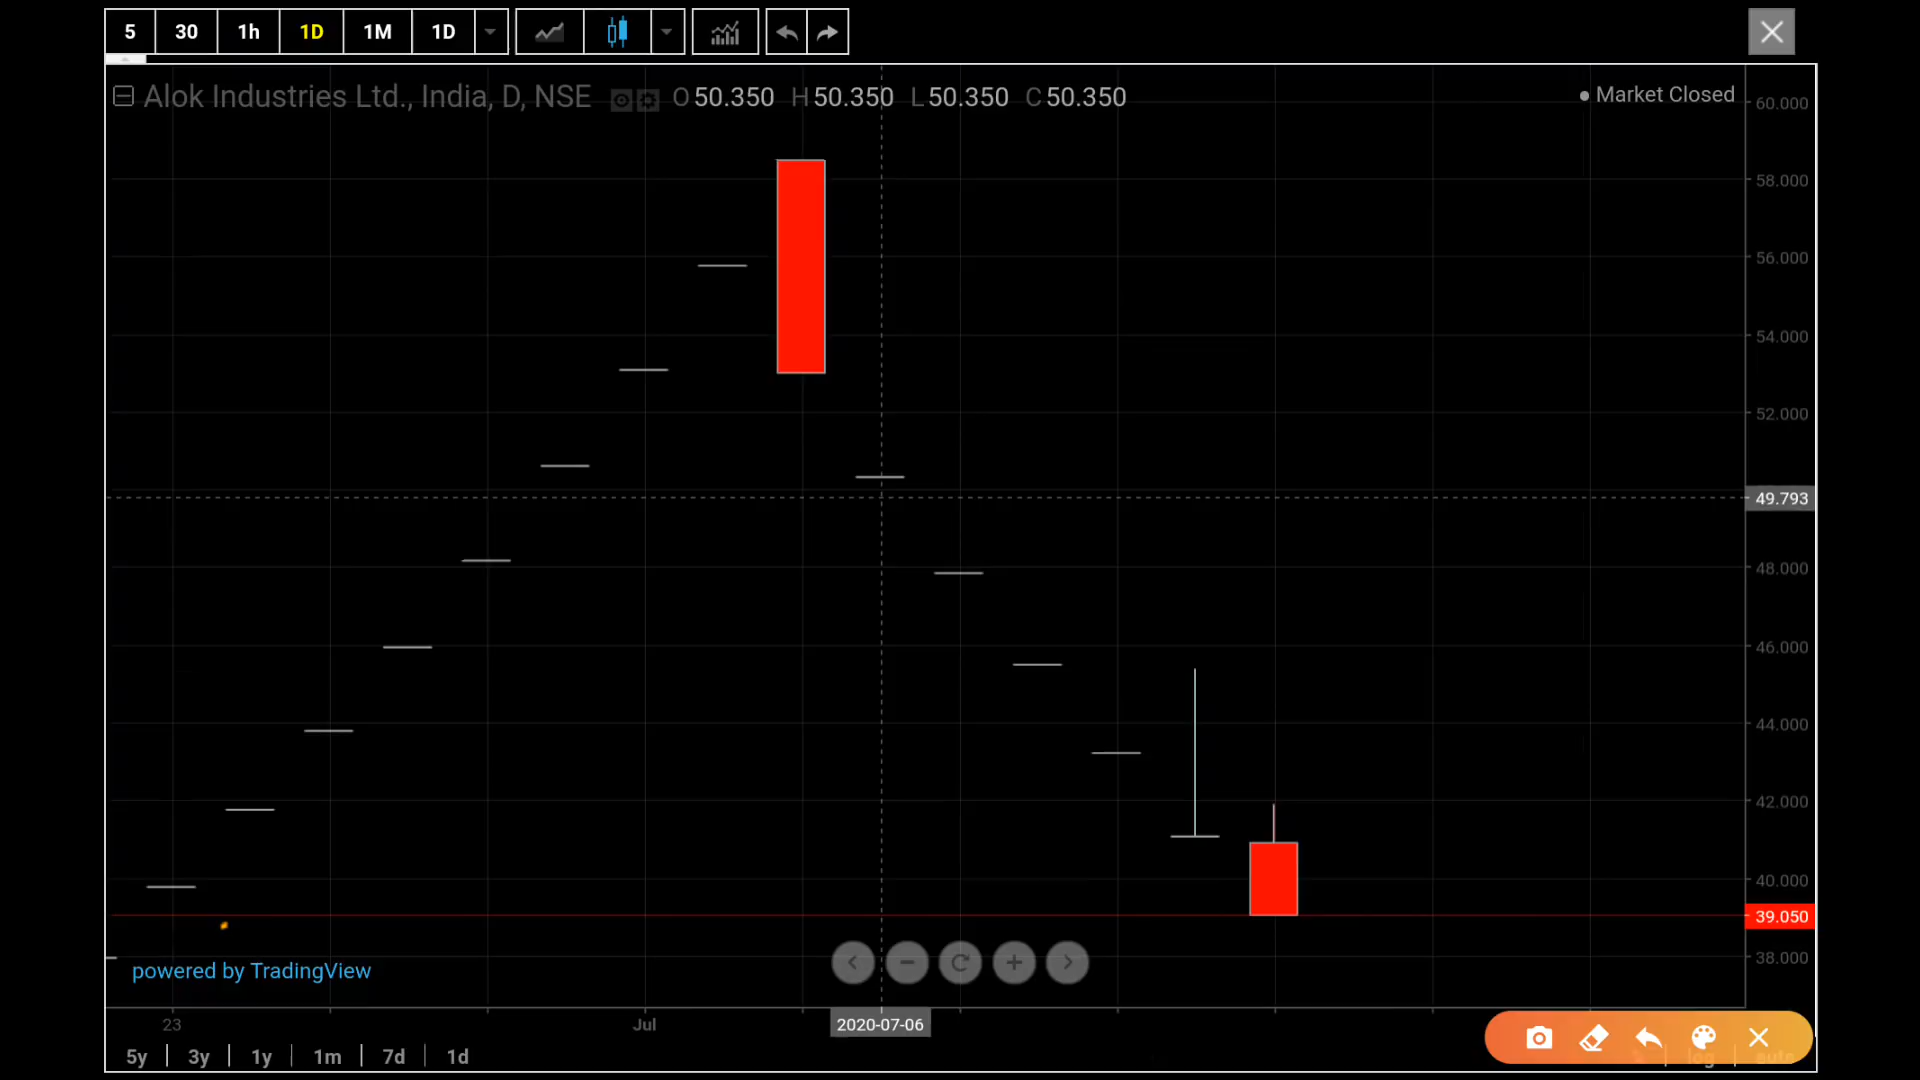 5 30 1h 1D 1M 1D
Alok Industries Ltd., India, D, NSE O 50.350 H 50.350 L 50.350 C 50.350
Market Closed
60.000
58.000
56.000
54.000
52.000
49.793
48.000
46.000
44.000
42.000
40.000
39.050
38.000
powered by TradingView
23 Jul 2020-07-06
5y 3y 1y 1m 7d 1d
log auto